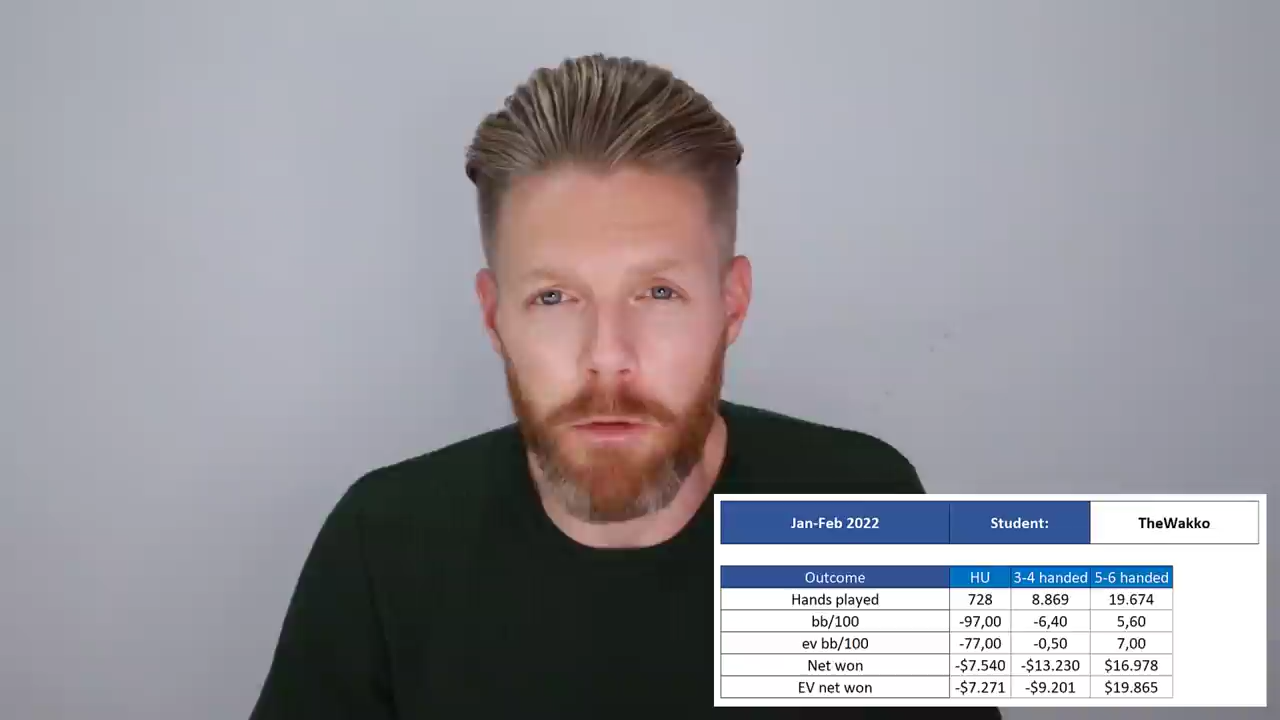 Jan-Feb 2022 Student: TheWakko
Outcome HU 3-4 handed 5-6 handed
Hands played 728 8.869 19.674
bb/100 -97,00 -6,40 5,60
ev bb/100 -77,00 -0,50 7,00
Net won -$7.540 -$13.230 $16.978
EV net won -$7.271 -$9.201 $19.865